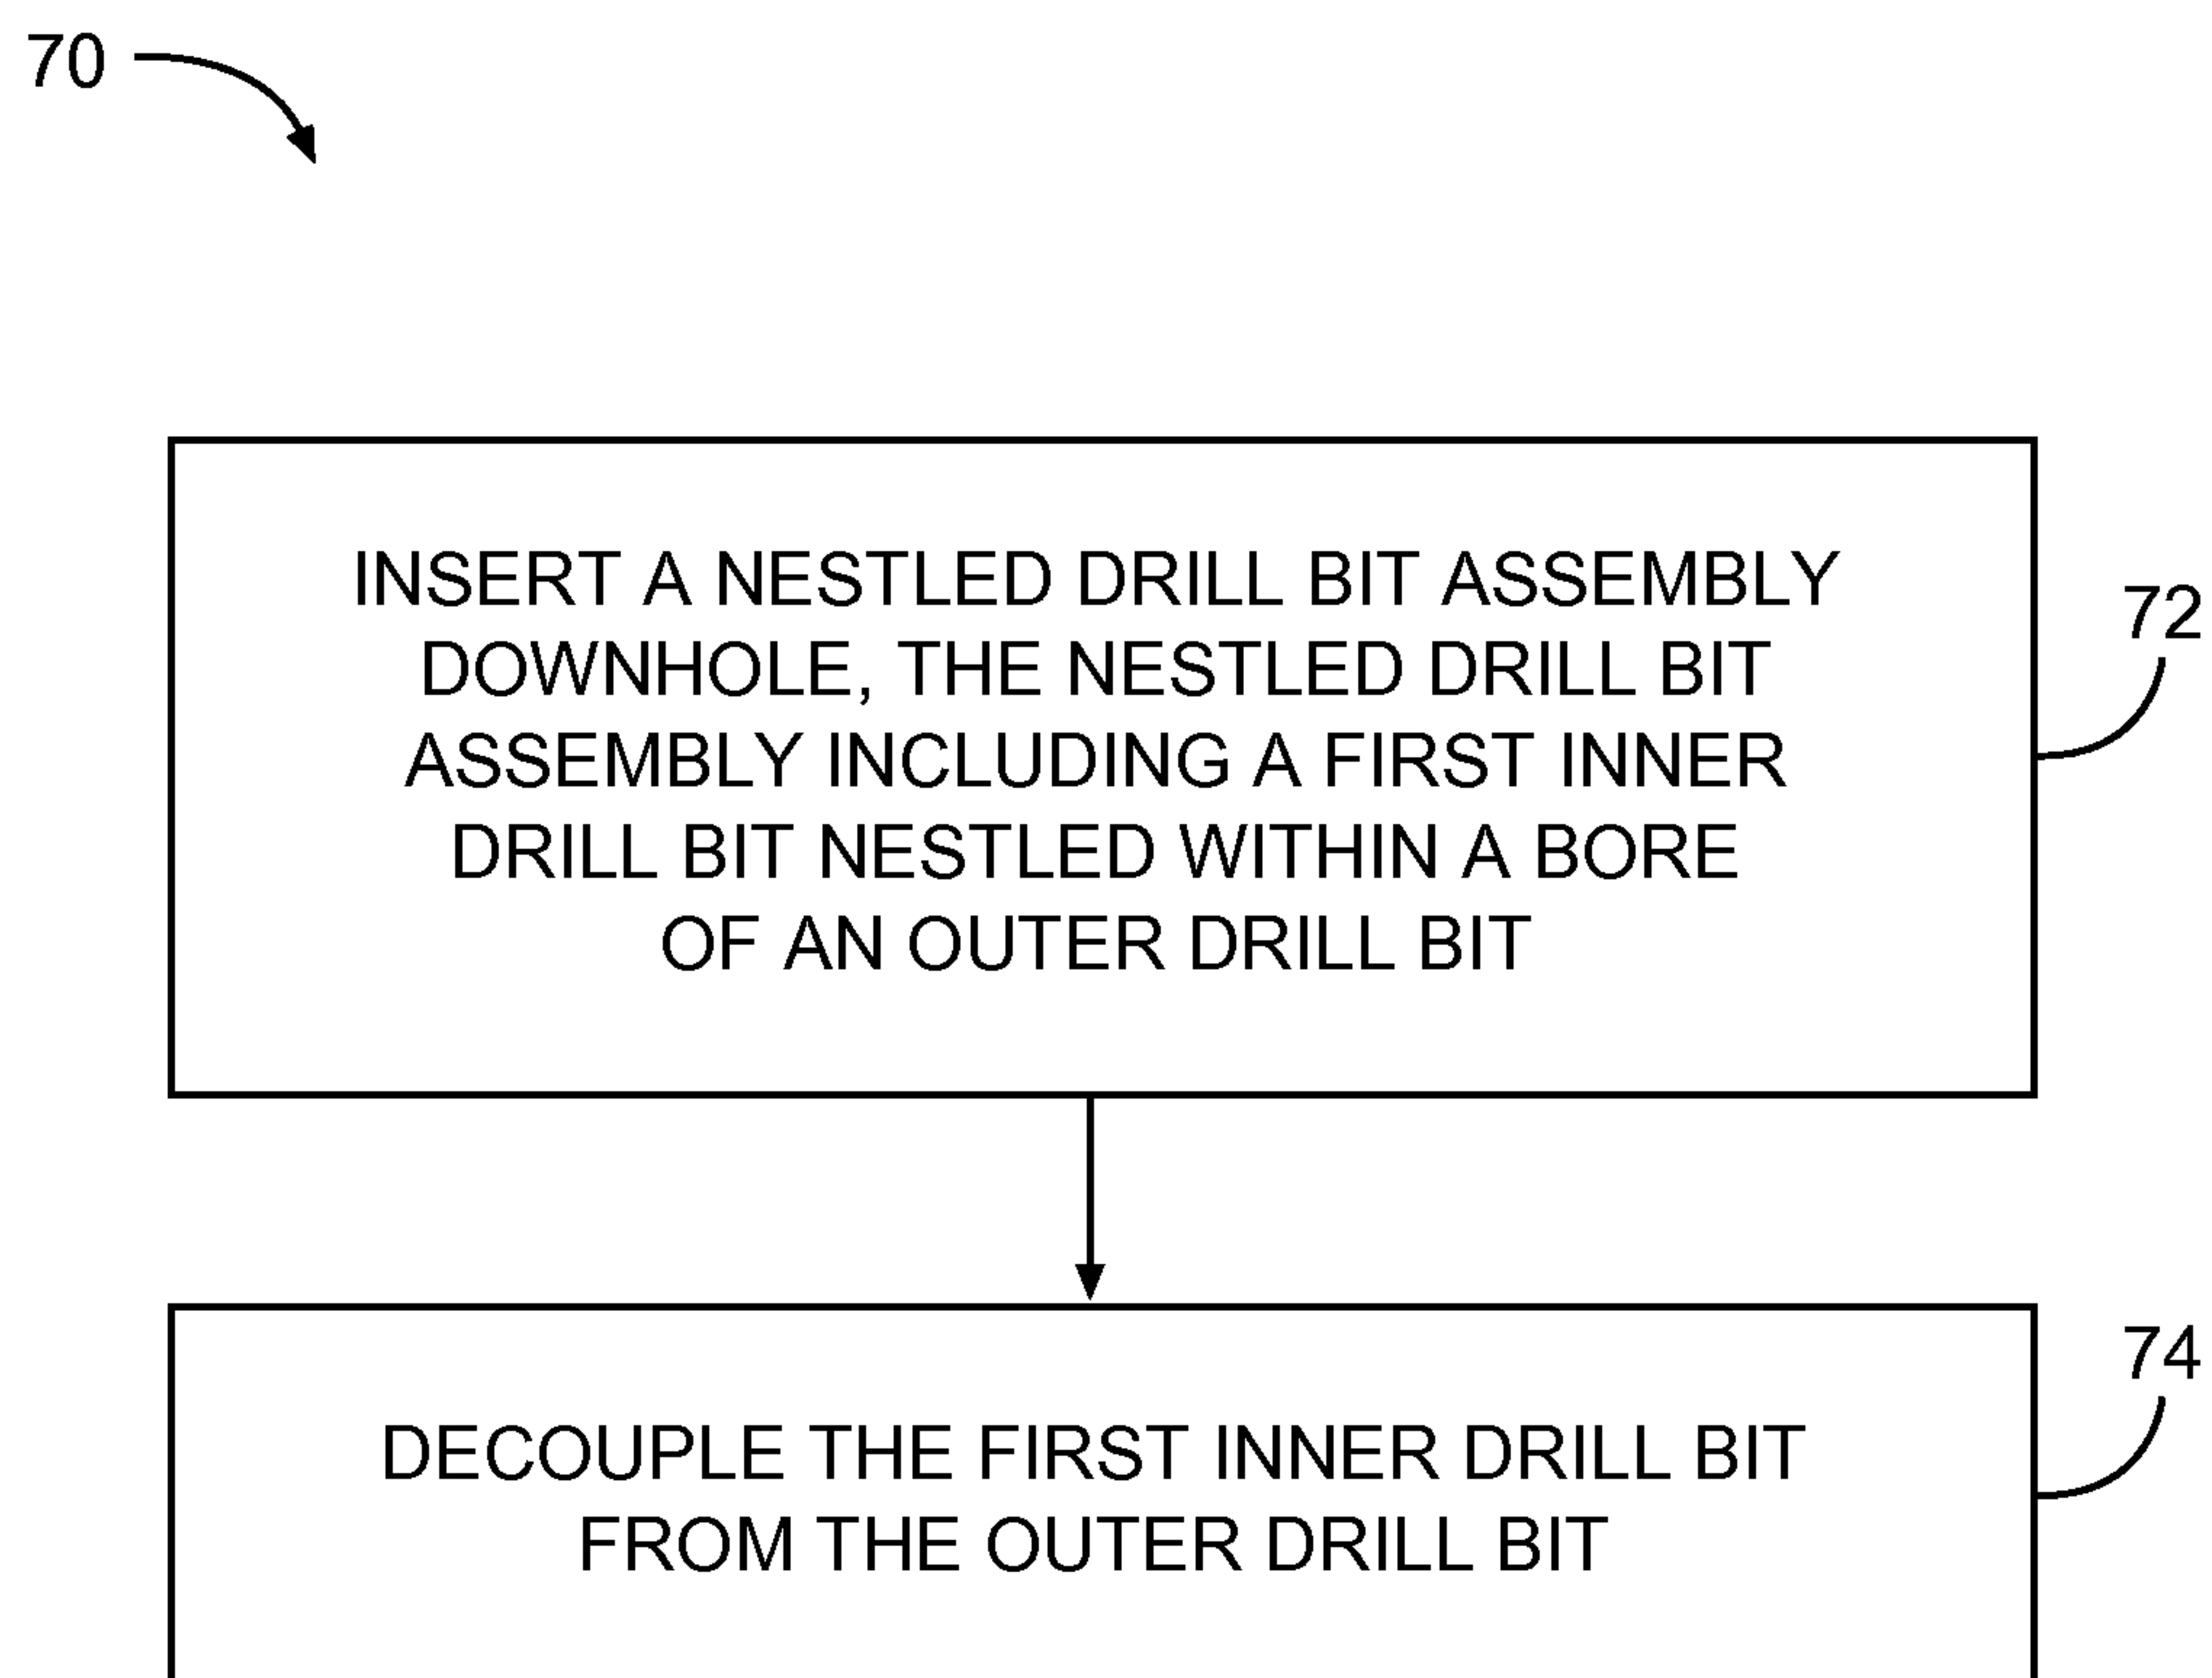 70
INSERT A NESTLED DRILL BIT ASSEMBLY
DOWNHOLE, THE NESTLED DRILL BIT
ASSEMBLY INCLUDING A FIRST INNER
DRILL BIT NESTLED WITHIN A BORE
OF AN OUTER DRILL BIT
72
DECOUPLE THE FIRST INNER DRILL BIT
FROM THE OUTER DRILL BIT
74